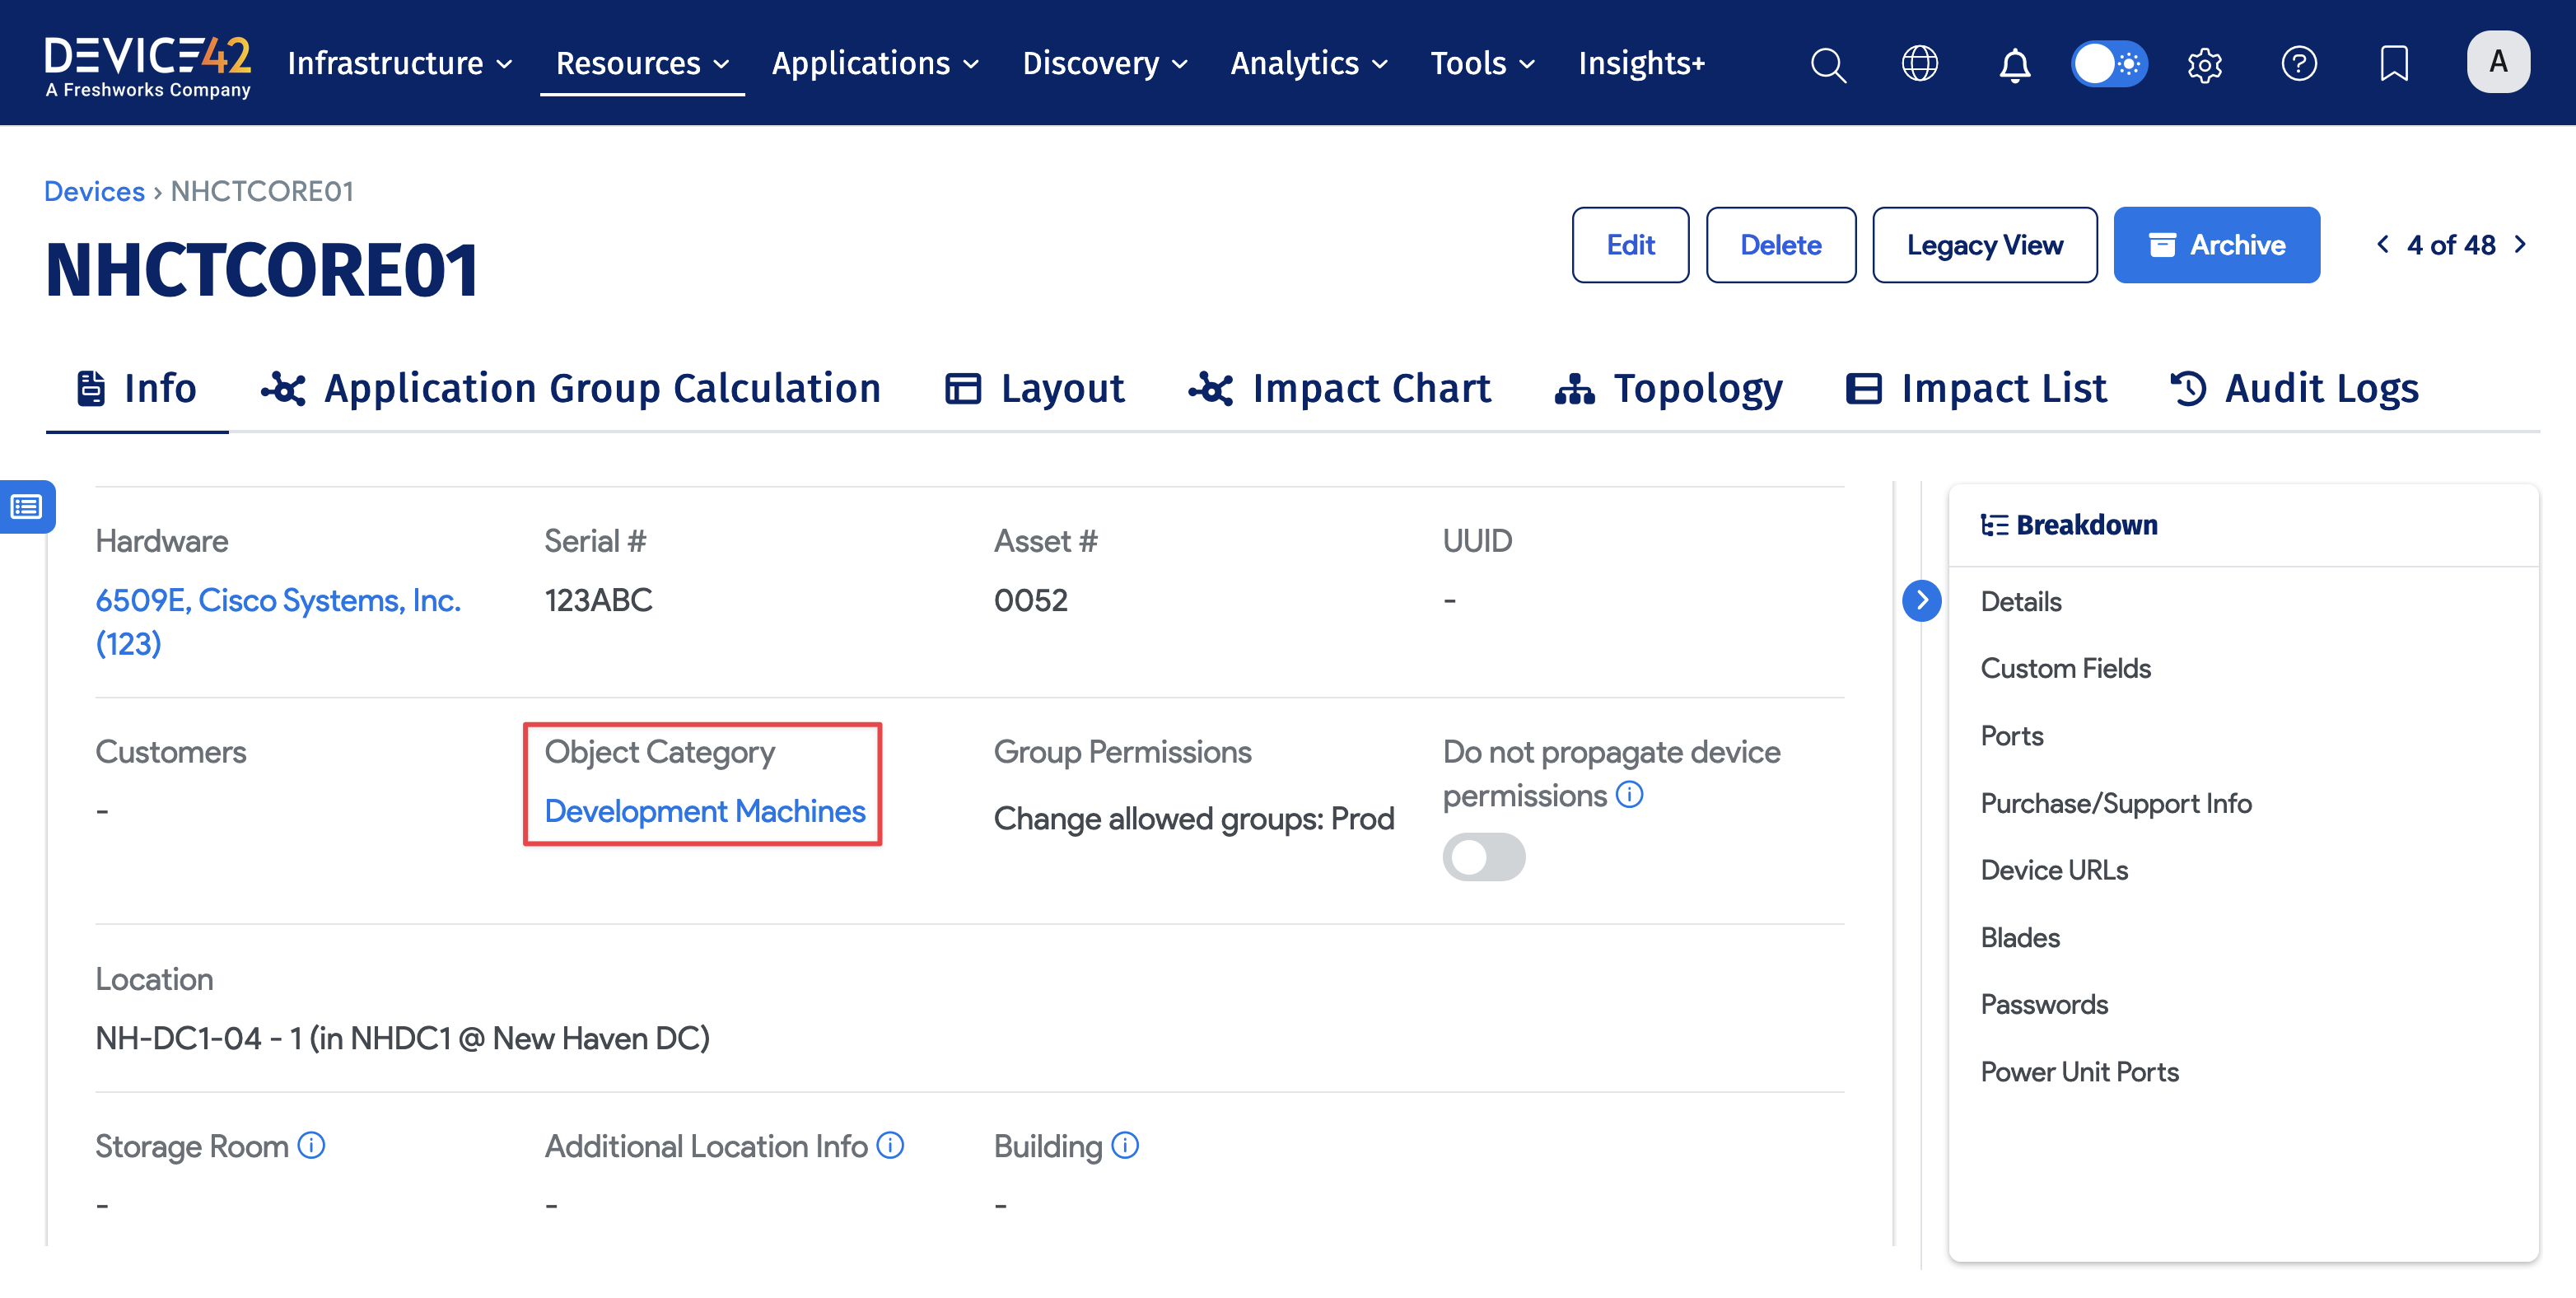 DEVICE42
A Freshworks Company
Infrastructure
Resources
Applications
Discovery
Analytics
Tools
Insights+
A
Devices › NHCTCORE01
NHCTCORE01
Edit
Delete
Legacy View
Archive
4 of 48
Info
Application Group Calculation
Layout
Impact Chart
Topology
Impact List
Audit Logs
Hardware
6509E, Cisco Systems, Inc.
(123)
Serial #
123ABC
Asset #
0052
UUID
-
Customers
-
Object Category
Development Machines
Group Permissions
Change allowed groups: Prod
Do not propagate device
permissions
Location
NH-DC1-04 - 1 (in NHDC1 @ New Haven DC)
Storage Room
-
Additional Location Info
-
Building
-
Breakdown
Details
Custom Fields
Ports
Purchase/Support Info
Device URLs
Blades
Passwords
Power Unit Ports